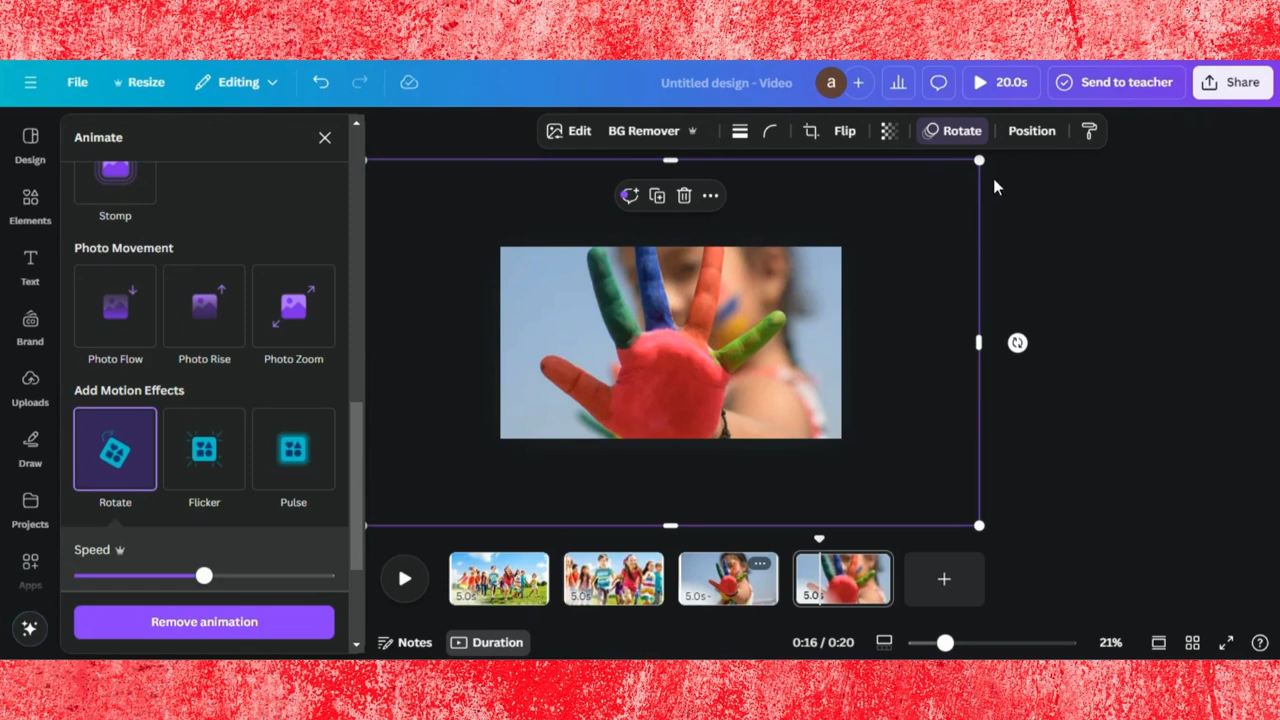 File Resize Editing Untitled design - Video a 20.0s Send to teacher Share
Edit BG Remover Flip Rotate Position
Animate
Design
Elements
Text
Brand
Uploads
Draw
Projects
Apps
Stomp
Photo Movement
Photo Flow Photo Rise Photo Zoom
Add Motion Effects
Rotate Flicker Pulse
Speed
Remove animation
5.0s 5.0s 5.0s 5.0s
Notes Duration 0:16 / 0:20 21%